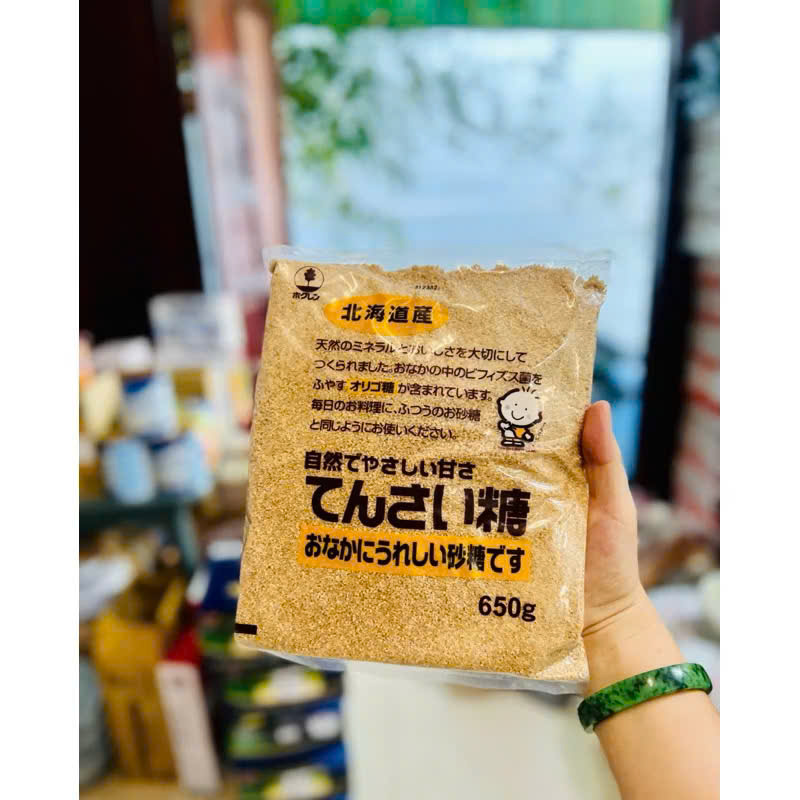 ホクレン
北海道産
天然のミネラルとおいしさを大切にして
つくられました。おなかの中のビフィズス菌を
ふやす オリゴ糖 が含まれています。
毎日のお料理に、ふつうのお砂糖
と同じようにお使いください。
自然でやさしい甘さ
てんさい糖
おなかにうれしい砂糖です
650g